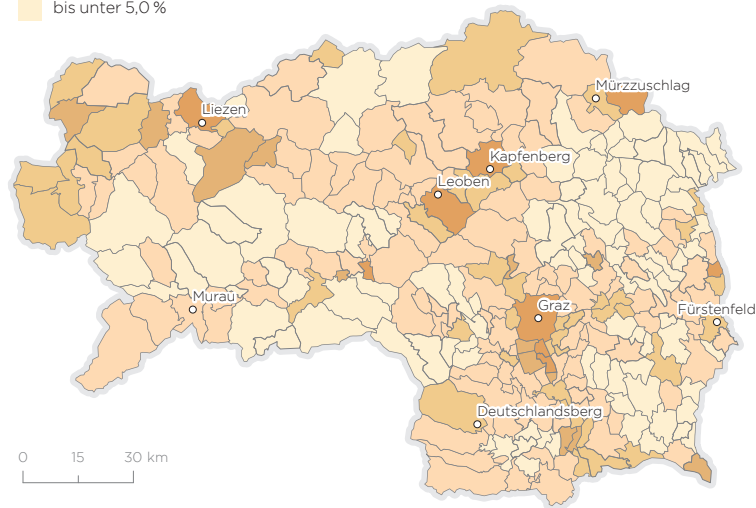 bis unter 5,0 %
Mürzzuschlag
Liezen
Kapfenberg
Leoben
Murau
Graz
Fürstenfeld
Deutschlandsberg
0 15 30 km